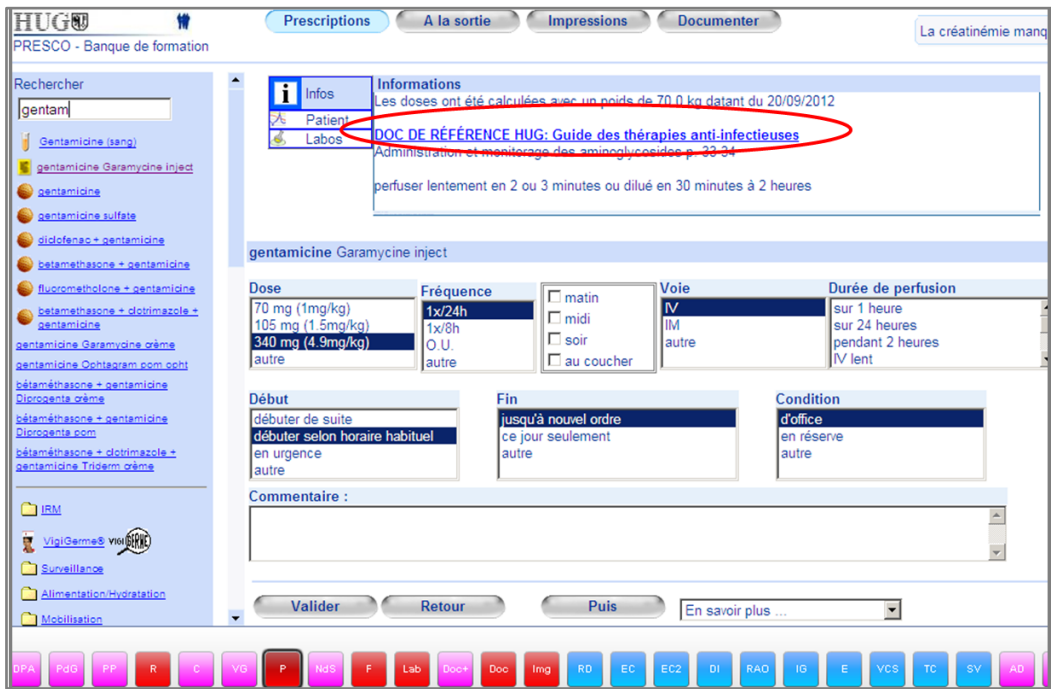 HUG
PRESCO - Banque de formation
Prescriptions
A la sortie
Impressions
Documenter
La créatinémie manq
Rechercher
gentam
Gentamicine (sang)
gentamicine Garamycine inject
gentamicine
gentamicine sulfate
diclofenac + gentamicine
betamethasone + gentamicine
fluorometholone + gentamicine
betamethasone + clotrimazole +
gentamicine
gentamicine Garamycine crème
gentamicine Ophtagram pom opht
bétaméthasone + gentamicine
Diprogenta crème
bétaméthasone + gentamicine
Diprogenta pom
bétaméthasone + clotrimazole +
gentamicine Triderm crème
IRM
VigiGerme® VIGIGERME
Surveillance
Alimentation/Hydratation
Mobilisation
i Infos
Patient
Labos
Informations
Les doses ont été calculées avec un poids de 70.0 kg datant du 20/09/2012
DOC DE RÉFÉRENCE HUG: Guide des thérapies anti-infectieuses
Administration et monitorage des aminoglycosides p. 33-34
perfuser lentement en 2 ou 3 minutes ou dilué en 30 minutes à 2 heures
gentamicine Garamycine inject
Dose
70 mg (1mg/kg)
105 mg (1.5mg/kg)
340 mg (4.9mg/kg)
autre
Fréquence
1x/24h
1x/8h
O.U.
autre
matin
midi
soir
au coucher
Voie
IV
IM
autre
Durée de perfusion
sur 1 heure
sur 24 heures
pendant 2 heures
IV lent
Début
débuter de suite
débuter selon horaire habituel
en urgence
autre
Fin
jusqu'à nouvel ordre
ce jour seulement
autre
Condition
d'office
en réserve
autre
Commentaire :
Valider
Retour
Puis
En savoir plus ...
DPA PdG PP R C VG P NdS F Lab Doc+ Doc Img RD EC EC2 DI RAO IG E VCS TC SV AD